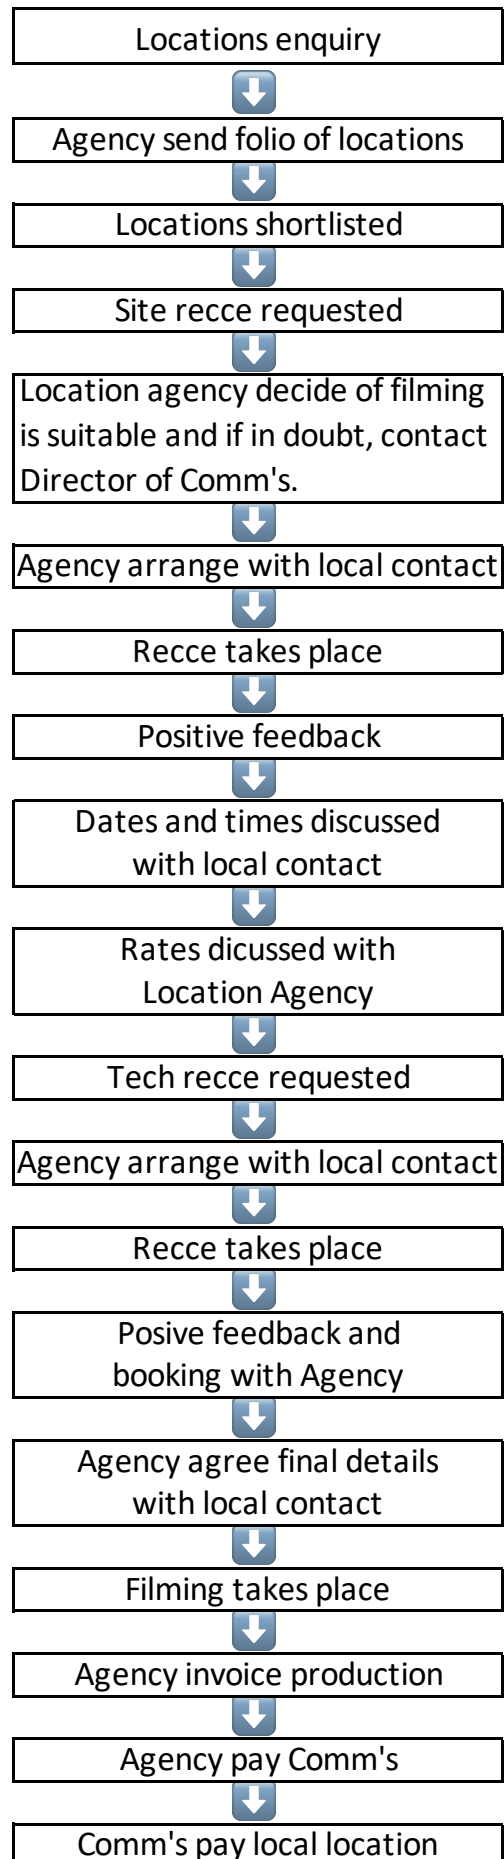 Locations enquiry
Agency send folio of locations
Locations shortlisted
Site recce requested
Location agency decide of filming
is suitable and if in doubt, contact
Director of Comm's.
Agency arrange with local contact
Recce takes place
Positive feedback
Dates and times discussed
with local contact
Rates dicussed with
Location Agency
Tech recce requested
Agency arrange with local contact
Recce takes place
Posive feedback and
booking with Agency
Agency agree final details
with local contact
Filming takes place
Agency invoice production
Agency pay Comm's
Comm's pay local location